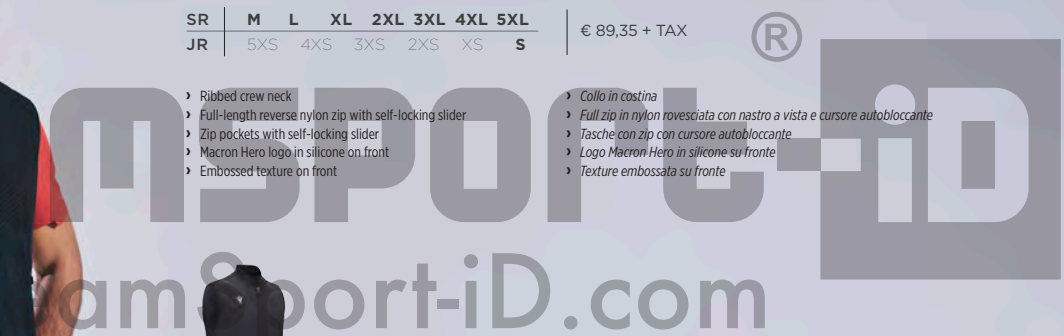 SR M L XL 2XL 3XL 4XL 5XL
JR 5XS 4XS 3XS 2XS XS S
€ 89,35 + TAX
®
› Ribbed crew neck
› Full-length reverse nylon zip with self-locking slider
› Zip pockets with self-locking slider
› Macron Hero logo in silicone on front
› Embossed texture on front
› Collo in costina
› Full zip in nylon rovesciata con nastro a vista e cursore autobloccante
› Tasche con zip con cursore autobloccante
› Logo Macron Hero in silicone su fronte
› Texture embossata su fronte
msport-iD
amSport-iD.com